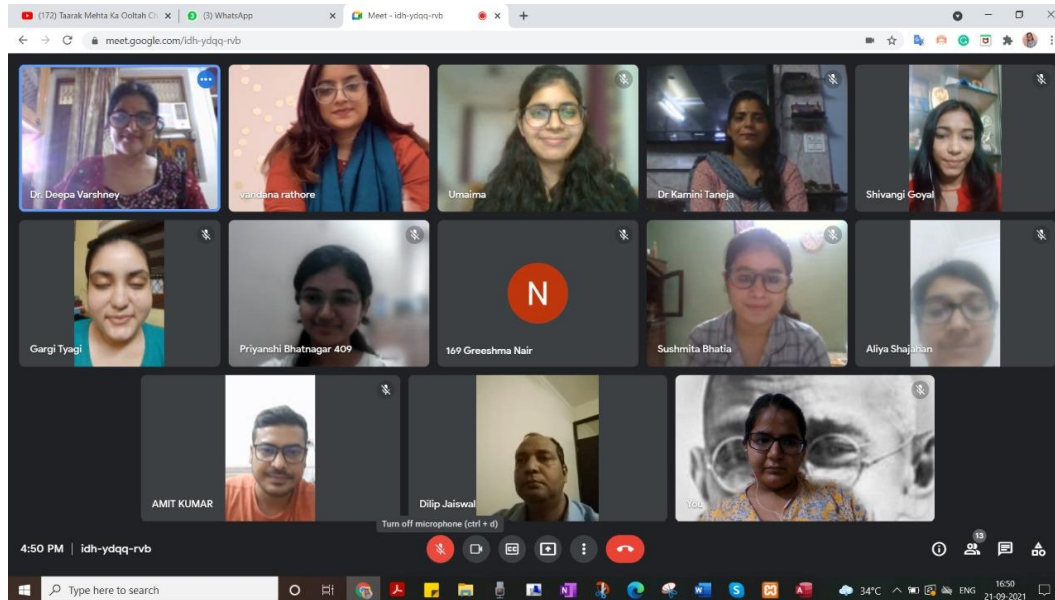 (172) Taarak Mehta Ka Ooltah Ch
(3) WhatsApp
Meet - idh-ydqq-rvb
meet.google.com/idh-ydqq-rvb
Dr. Deepa Varshney
vandana rathore
Umaima
Dr Kamini Taneja
Shivangi Goyal
Gargi Tyagi
Priyanshi Bhatnagar 409
N
169 Greeshma Nair
Sushmita Bhatia
Aliya Shajahan
AMIT KUMAR
Dilip Jaiswal
You
Turn off microphone (ctrl + d)
4:50 PM | idh-ydqq-rvb
CC
13
Type here to search
34°C
ENG
16:50
21-09-2021